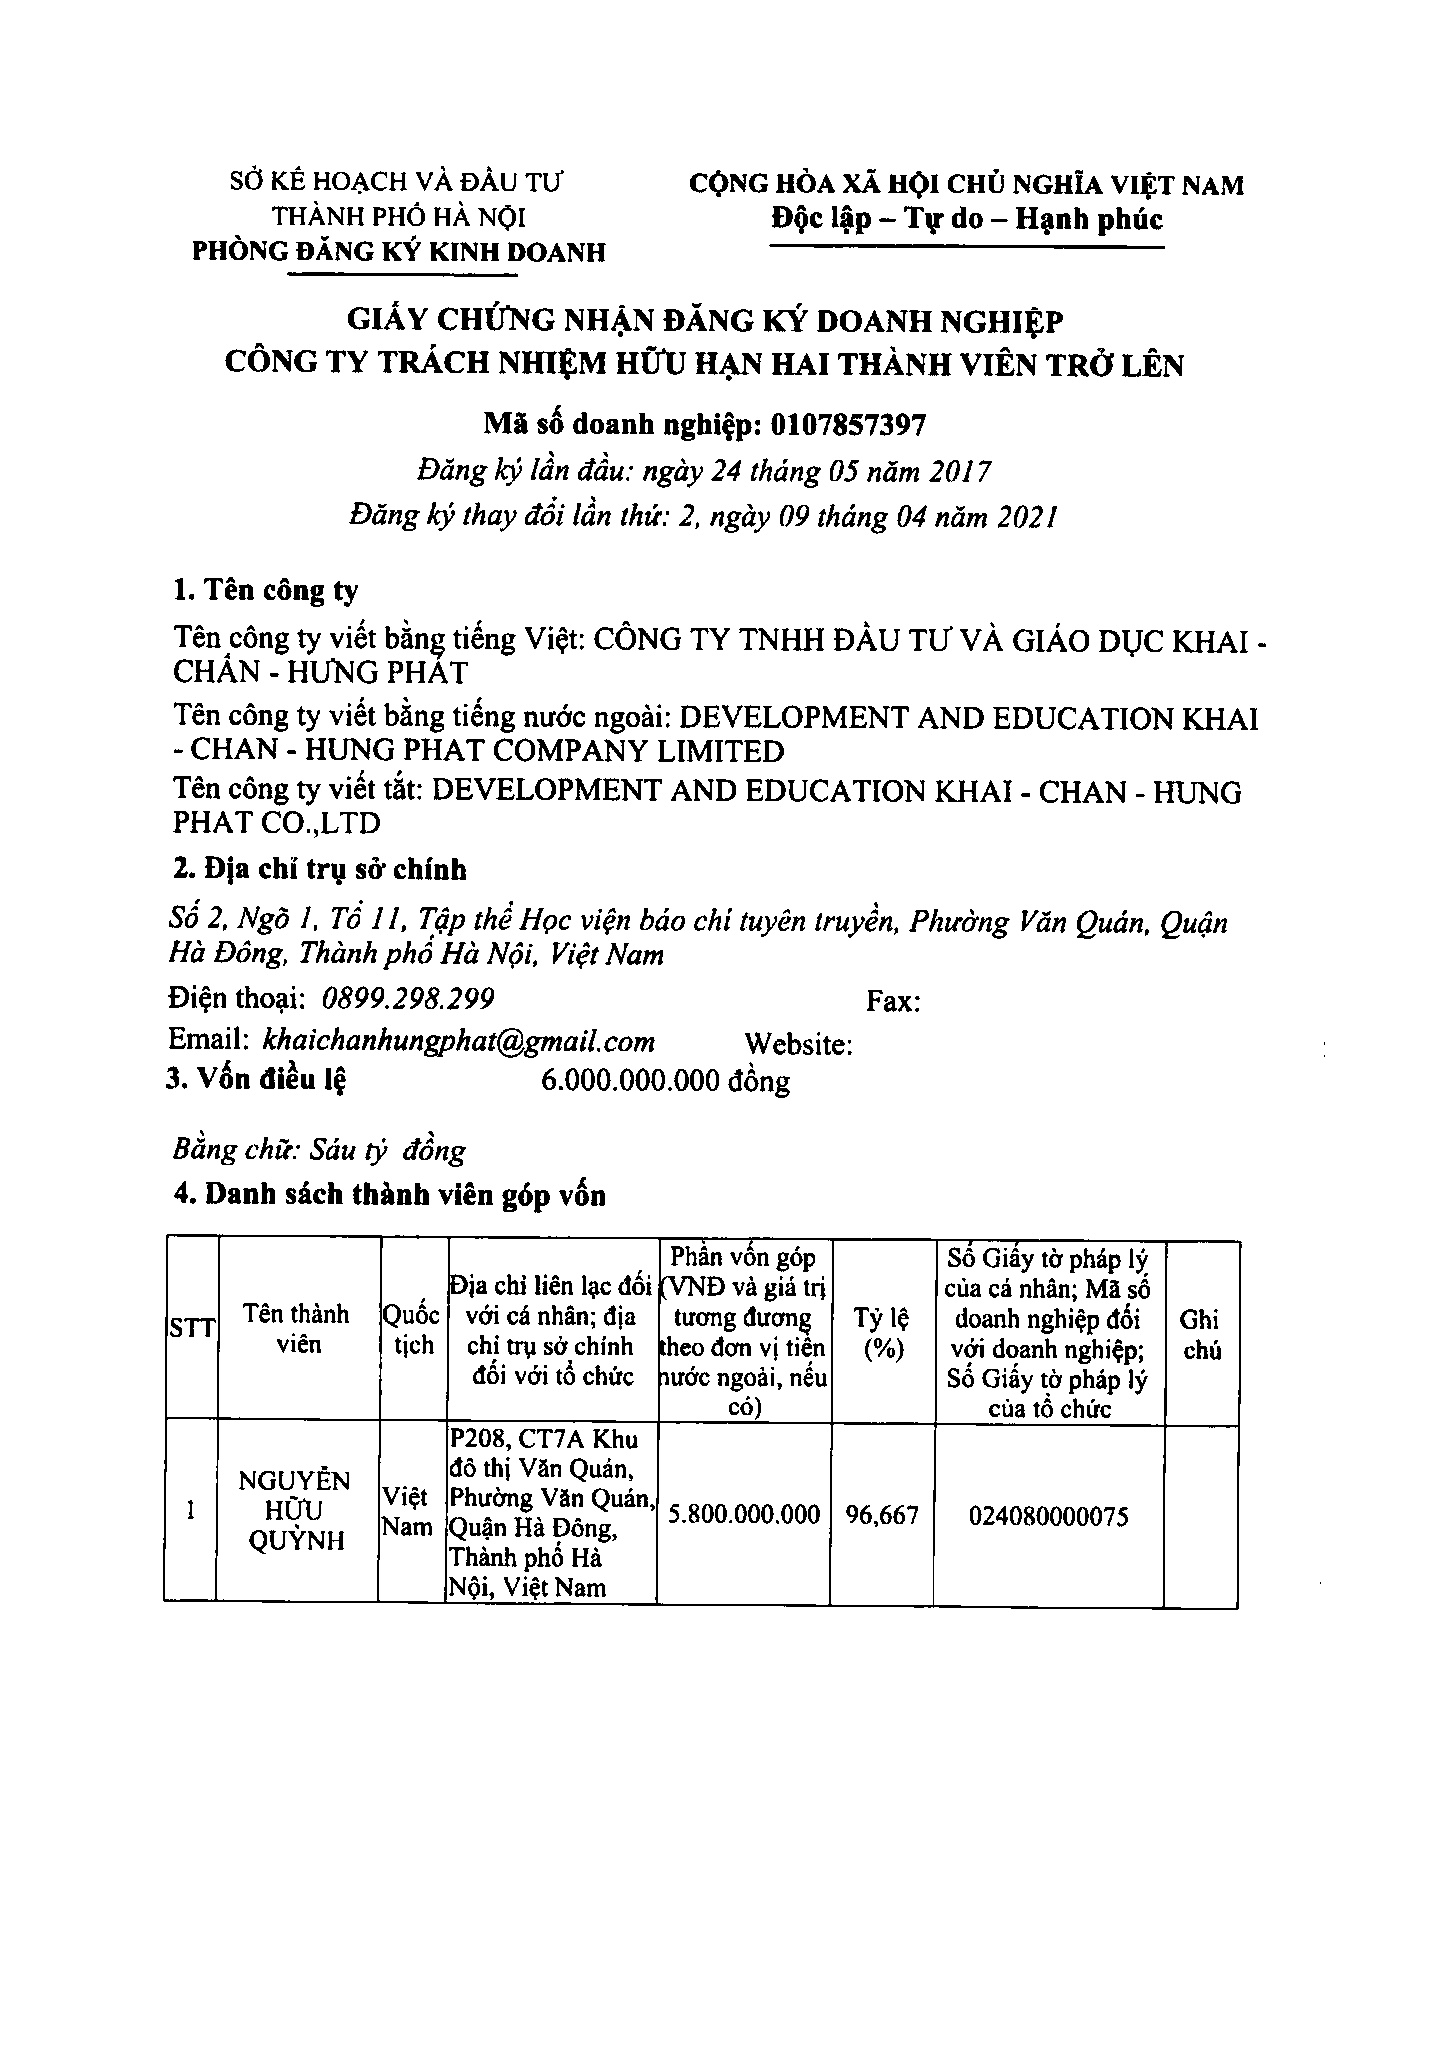 SỞ KẾ HOẠCH VÀ ĐẦU TƯ
THÀNH PHỐ HÀ NỘI
PHÒNG ĐĂNG KÝ KINH DOANH
CỘNG HÒA XÃ HỘI CHỦ NGHĨA VIỆT NAM
Độc lập – Tự do – Hạnh phúc
GIẤY CHỨNG NHẬN ĐĂNG KÝ DOANH NGHIỆP
CÔNG TY TRÁCH NHIỆM HỮU HẠN HAI THÀNH VIÊN TRỞ LÊN
Mã số doanh nghiệp: 0107857397
Đăng ký lần đầu: ngày 24 tháng 05 năm 2017
Đăng ký thay đổi lần thứ: 2, ngày 09 tháng 04 năm 2021
1. Tên công ty
Tên công ty viết bằng tiếng Việt: CÔNG TY TNHH ĐẦU TƯ VÀ GIÁO DỤC KHAI -
CHẤN - HƯNG PHÁT
Tên công ty viết bằng tiếng nước ngoài: DEVELOPMENT AND EDUCATION KHAI
- CHAN - HUNG PHAT COMPANY LIMITED
Tên công ty viết tắt: DEVELOPMENT AND EDUCATION KHAI - CHAN - HUNG
PHAT CO.,LTD
2. Địa chỉ trụ sở chính
Số 2, Ngõ 1, Tổ 11, Tập thể Học viện báo chí tuyên truyền, Phường Văn Quán, Quận
Hà Đông, Thành phố Hà Nội, Việt Nam
Điện thoại: 0899.298.299 Fax:
Email: khaichanhungphat@gmail.com Website:
3. Vốn điều lệ 6.000.000.000 đồng
Bằng chữ: Sáu tỷ đồng
4. Danh sách thành viên góp vốn
STT
Tên thành
viên
Quốc
tịch
Địa chỉ liên lạc đối
với cá nhân; địa
chỉ trụ sở chính
đối với tổ chức
Phần vốn góp
(VNĐ và giá trị
tương đương
theo đơn vị tiền
nước ngoài, nếu
có)
Tỷ lệ
(%)
Số Giấy tờ pháp lý
của cá nhân; Mã số
doanh nghiệp đối
với doanh nghiệp;
Số Giấy tờ pháp lý
của tổ chức
Ghi
chú
1
NGUYỄN
HỮU
QUỲNH
Việt
Nam
P208, CT7A Khu
đô thị Văn Quán,
Phường Văn Quán,
Quận Hà Đông,
Thành phố Hà
Nội, Việt Nam
5.800.000.000
96,667
024080000075